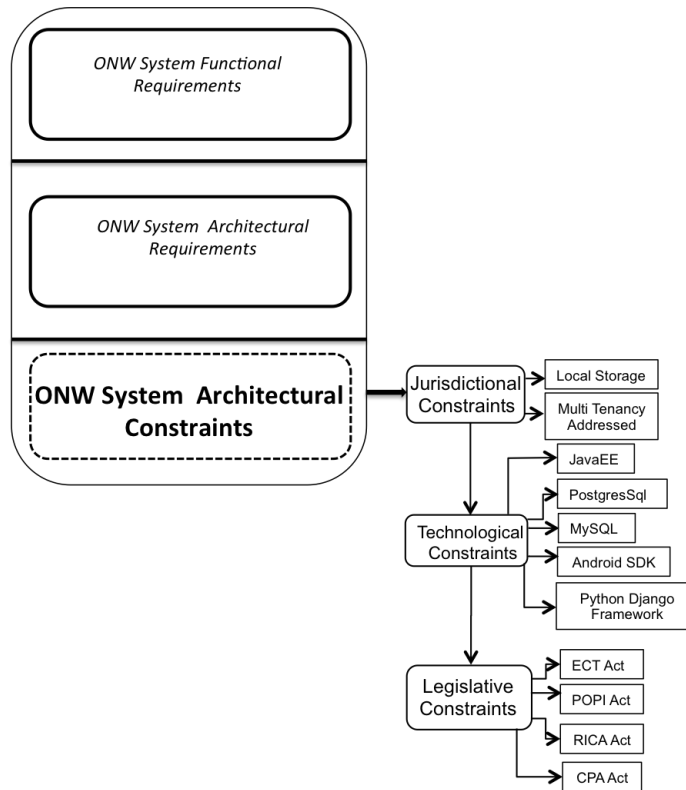 ONW System Functional
Requirements
ONW System Architectural
Requirements
ONW System Architectural
Constraints
Jurisdictional
Constraints
Local Storage
Multi Tenancy
Addressed
Technological
Constraints
JavaEE
PostgresSql
MySQL
Android SDK
Python Django
Framework
Legislative
Constraints
ECT Act
POPI Act
RICA Act
CPA Act